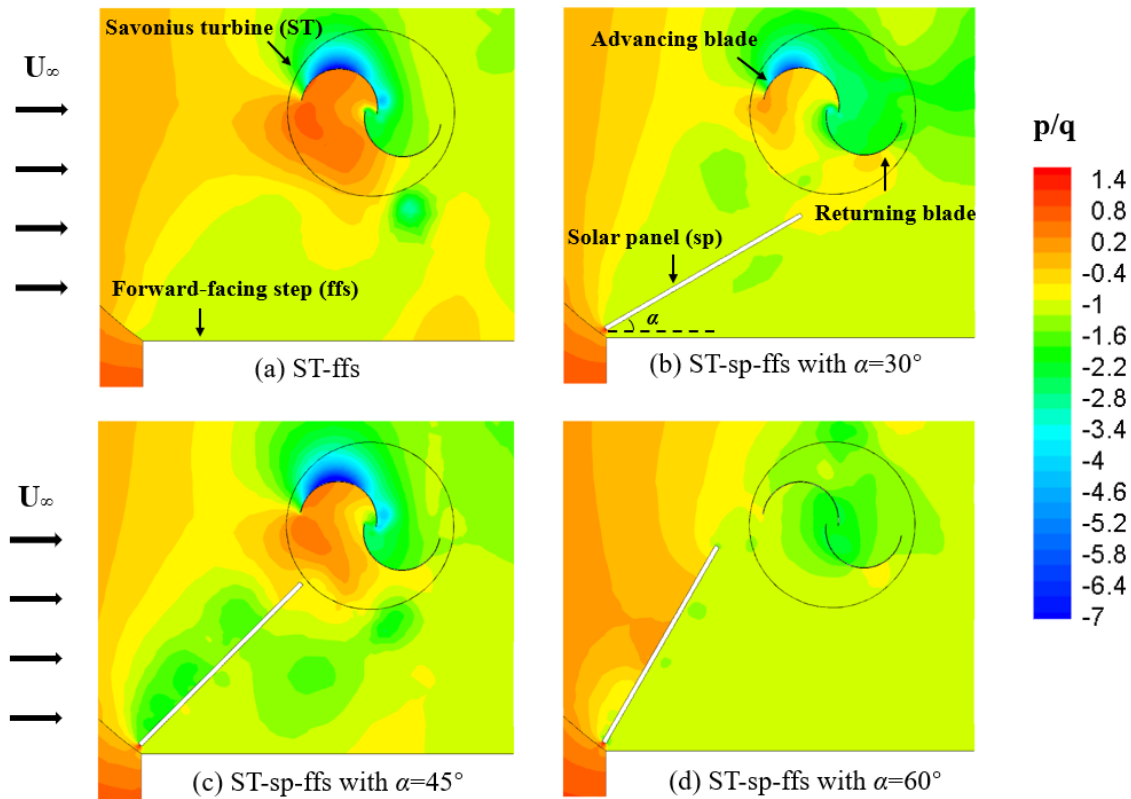 Savonius turbine (ST)
U∞
Forward-facing step (ffs)
(a) ST-ffs
Advancing blade
Returning blade
Solar panel (sp)
α
(b) ST-sp-ffs with α=30°
U∞
(c) ST-sp-ffs with α=45°
(d) ST-sp-ffs with α=60°
p/q
1.4
0.8
0.2
-0.4
-1
-1.6
-2.2
-2.8
-3.4
-4
-4.6
-5.2
-5.8
-6.4
-7